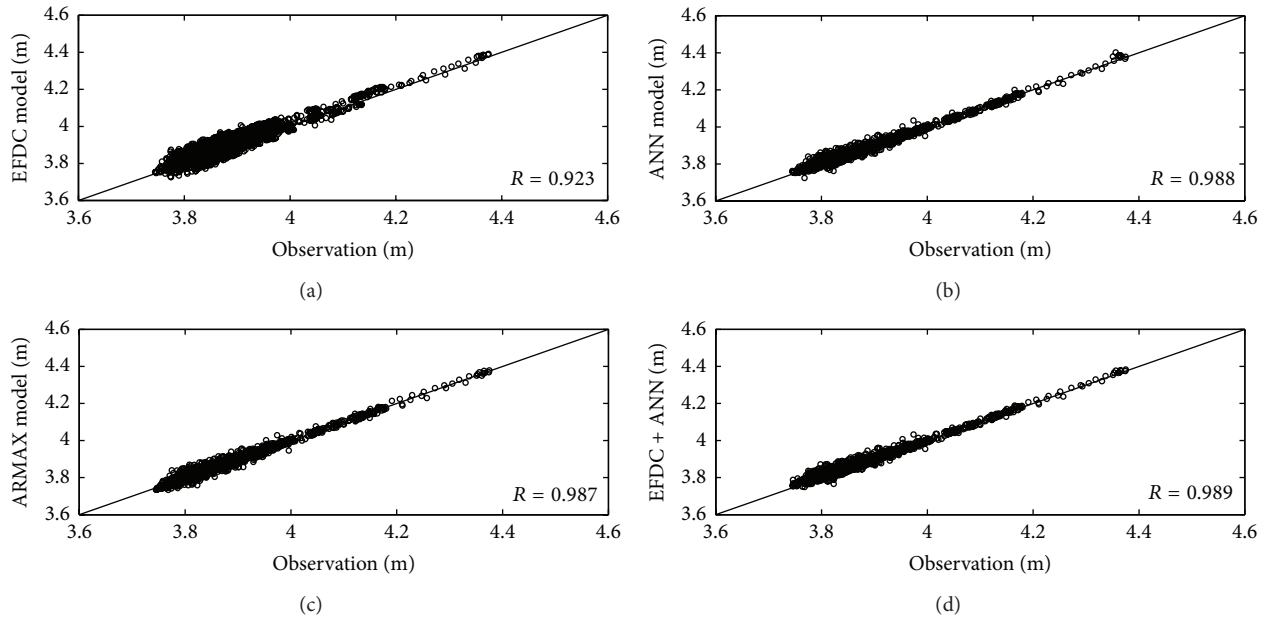 4.6
4.4
4.2
4
3.8
3.6
EFDC model (m)
R = 0.923
3.6 3.8 4 4.2 4.4 4.6
Observation (m)
(a)
4.6
4.4
4.2
4
3.8
3.6
ANN model (m)
R = 0.988
3.6 3.8 4 4.2 4.4 4.6
Observation (m)
(b)
4.6
4.4
4.2
4
3.8
3.6
ARMAX model (m)
R = 0.987
3.6 3.8 4 4.2 4.4 4.6
Observation (m)
(c)
4.6
4.4
4.2
4
3.8
3.6
EFDC + ANN (m)
R = 0.989
3.6 3.8 4 4.2 4.4 4.6
Observation (m)
(d)